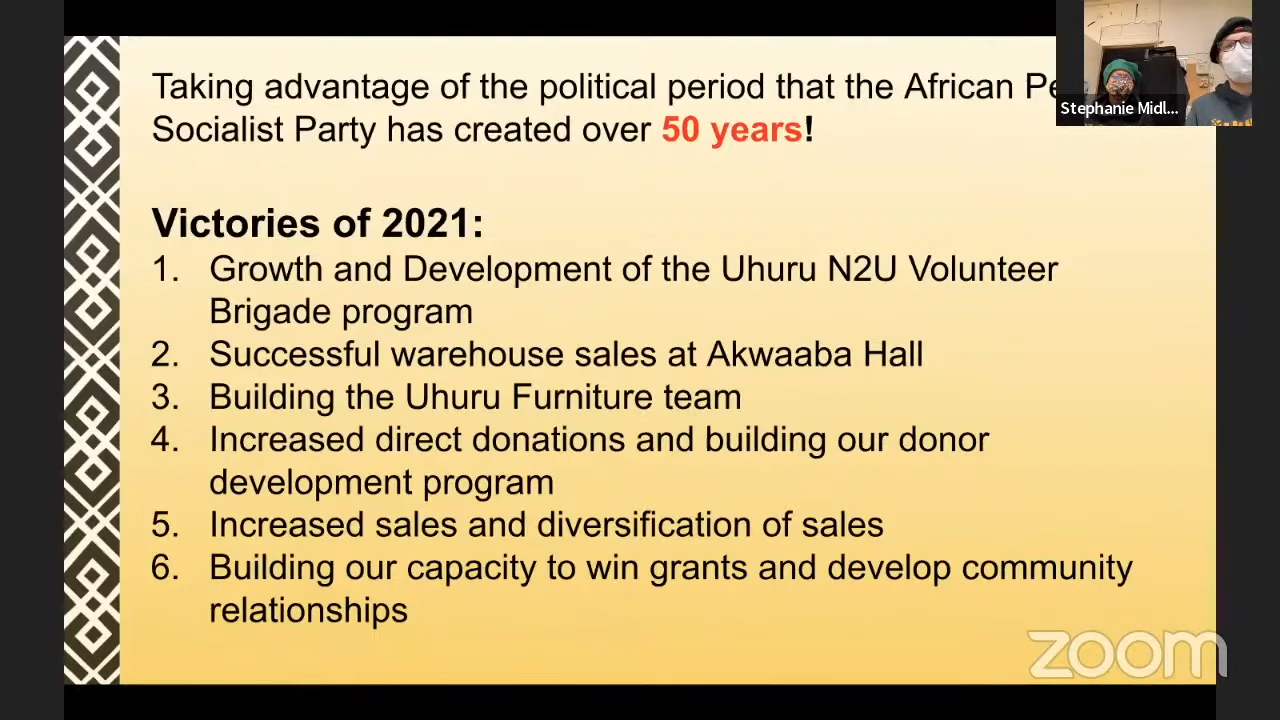 Taking advantage of the political period that the African
Socialist Party has created over 50 years!
Stephanie Midl...
Victories of 2021:
1. Growth and Development of the Uhuru N2U Volunteer
Brigade program
2. Successful warehouse sales at Akwaaba Hall
3. Building the Uhuru Furniture team
4. Increased direct donations and building our donor
development program
5. Increased sales and diversification of sales
6. Building our capacity to win grants and develop community
relationships
zoom